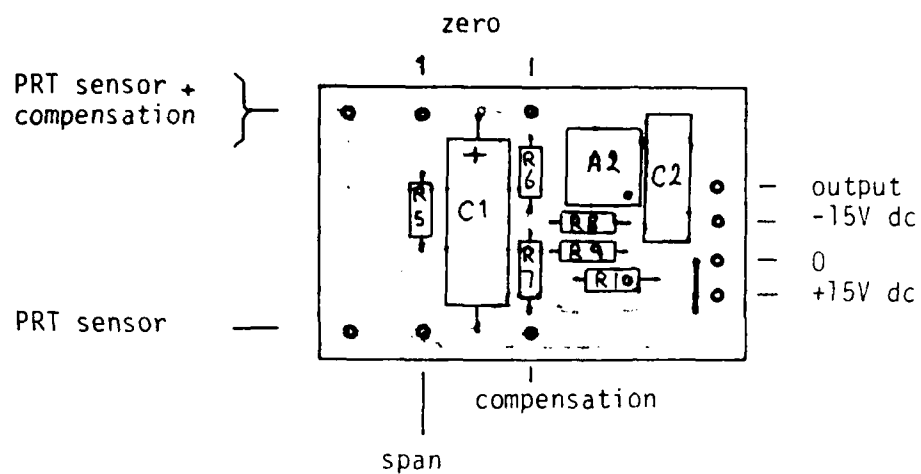 zero
PRT sensor +
compensation
R6
A2
C2
R5
C1
+
R8
R9
R7
R10
output
-15V dc
0
+15V dc
PRT sensor
compensation
span